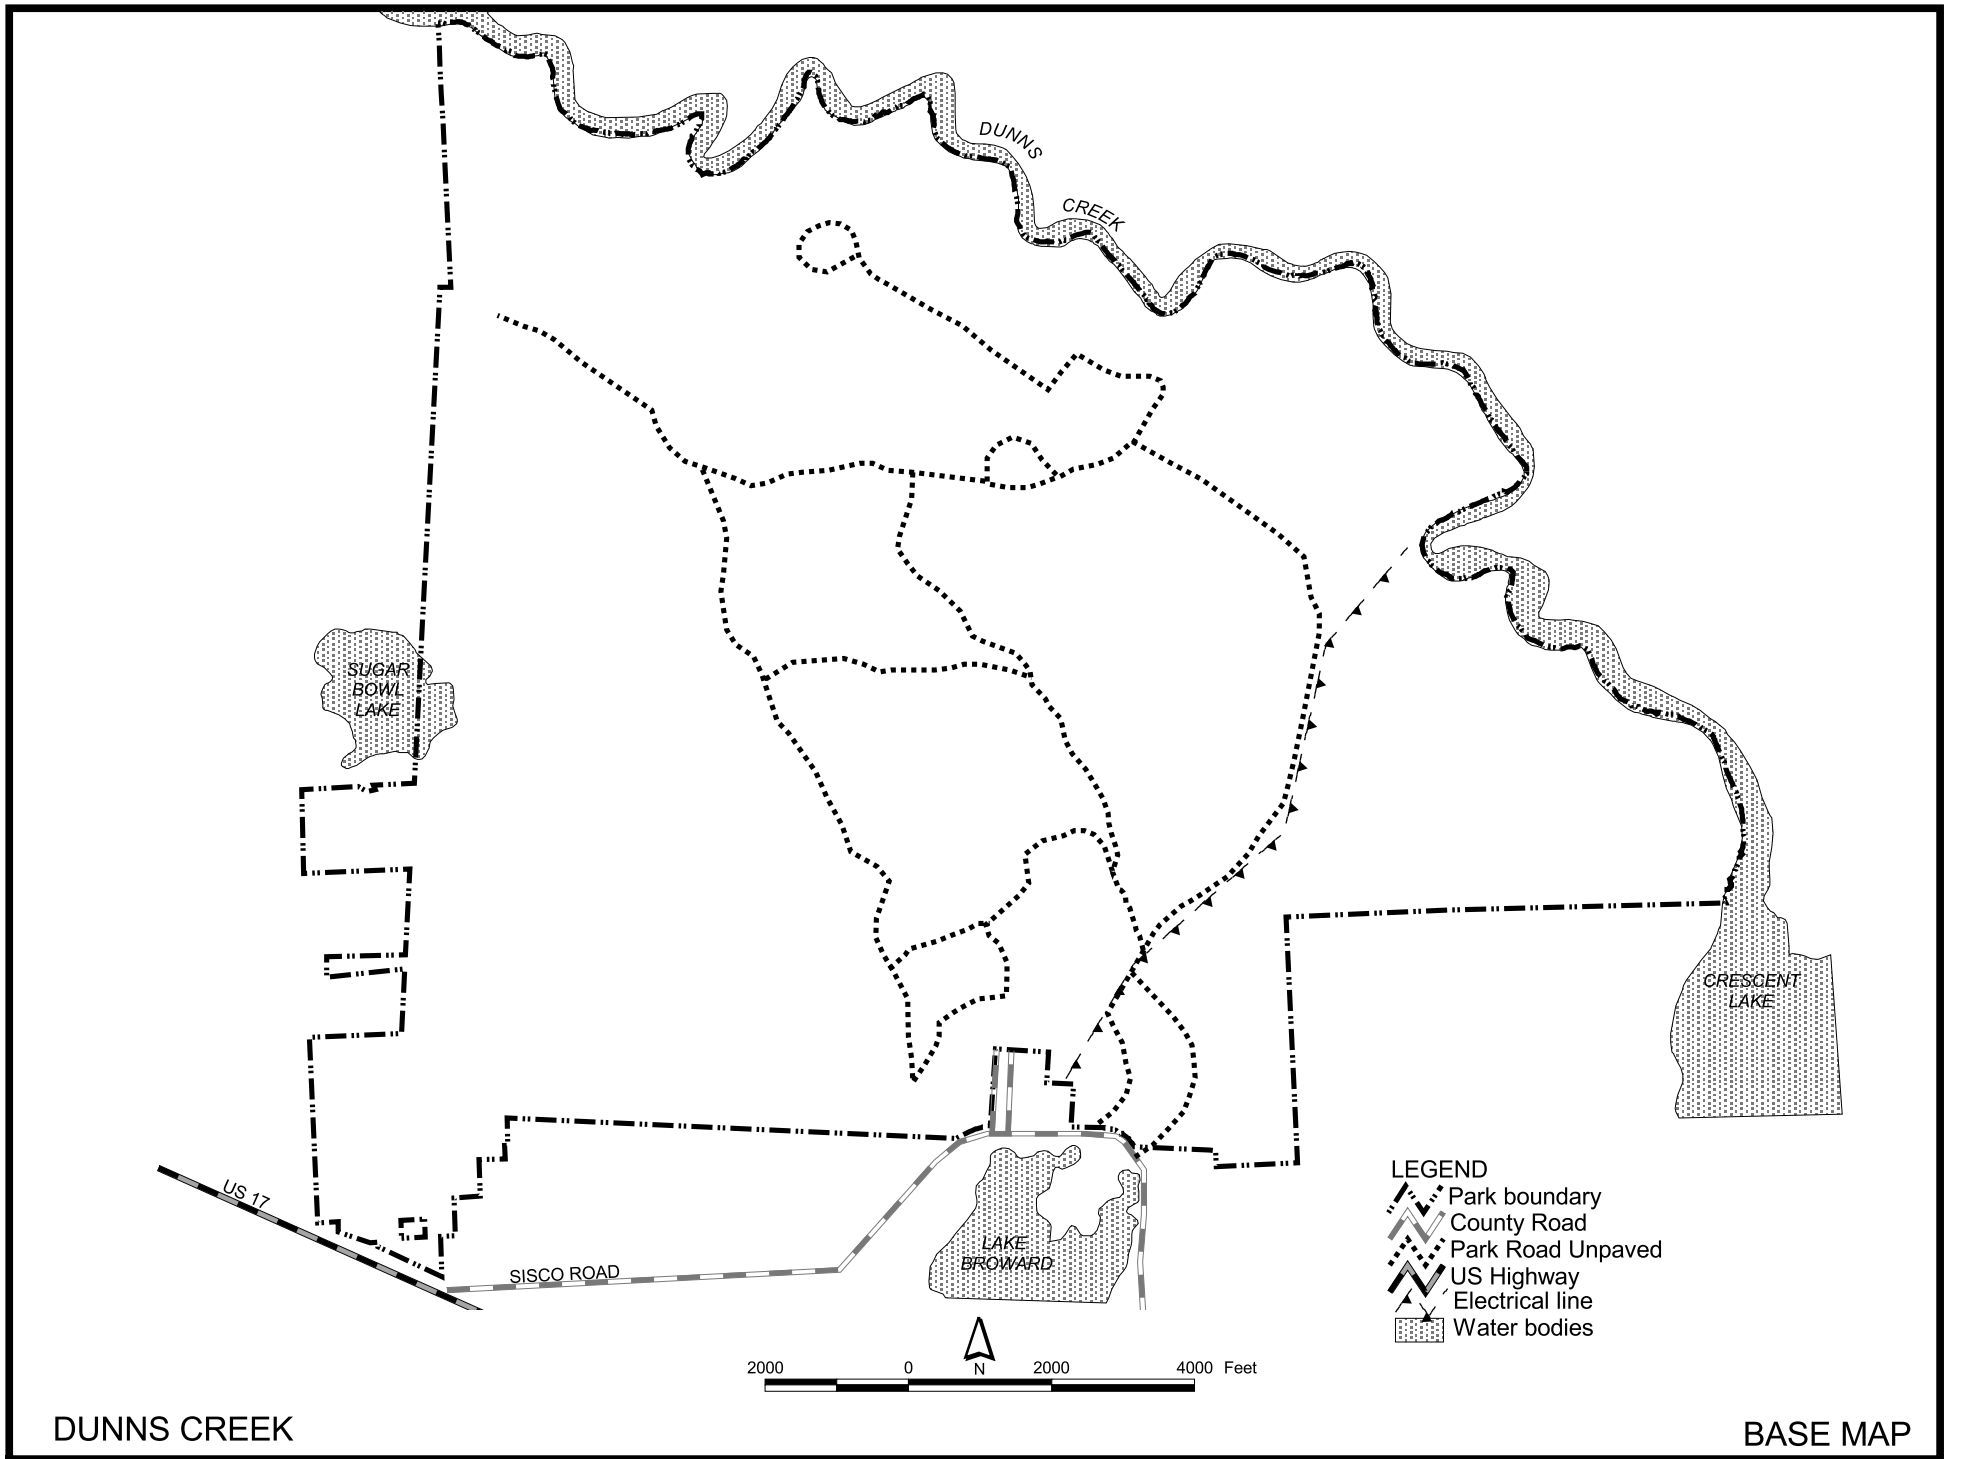 DUNNS
CREEK
SUGAR
BOWL
LAKE
CRESCENT
LAKE
US 17
SISCO ROAD
LAKE
BROWARD
LEGEND
Park boundary
County Road
Park Road Unpaved
US Highway
Electrical line
Water bodies
N
2000 0 2000 4000 Feet
DUNNS CREEK
BASE MAP